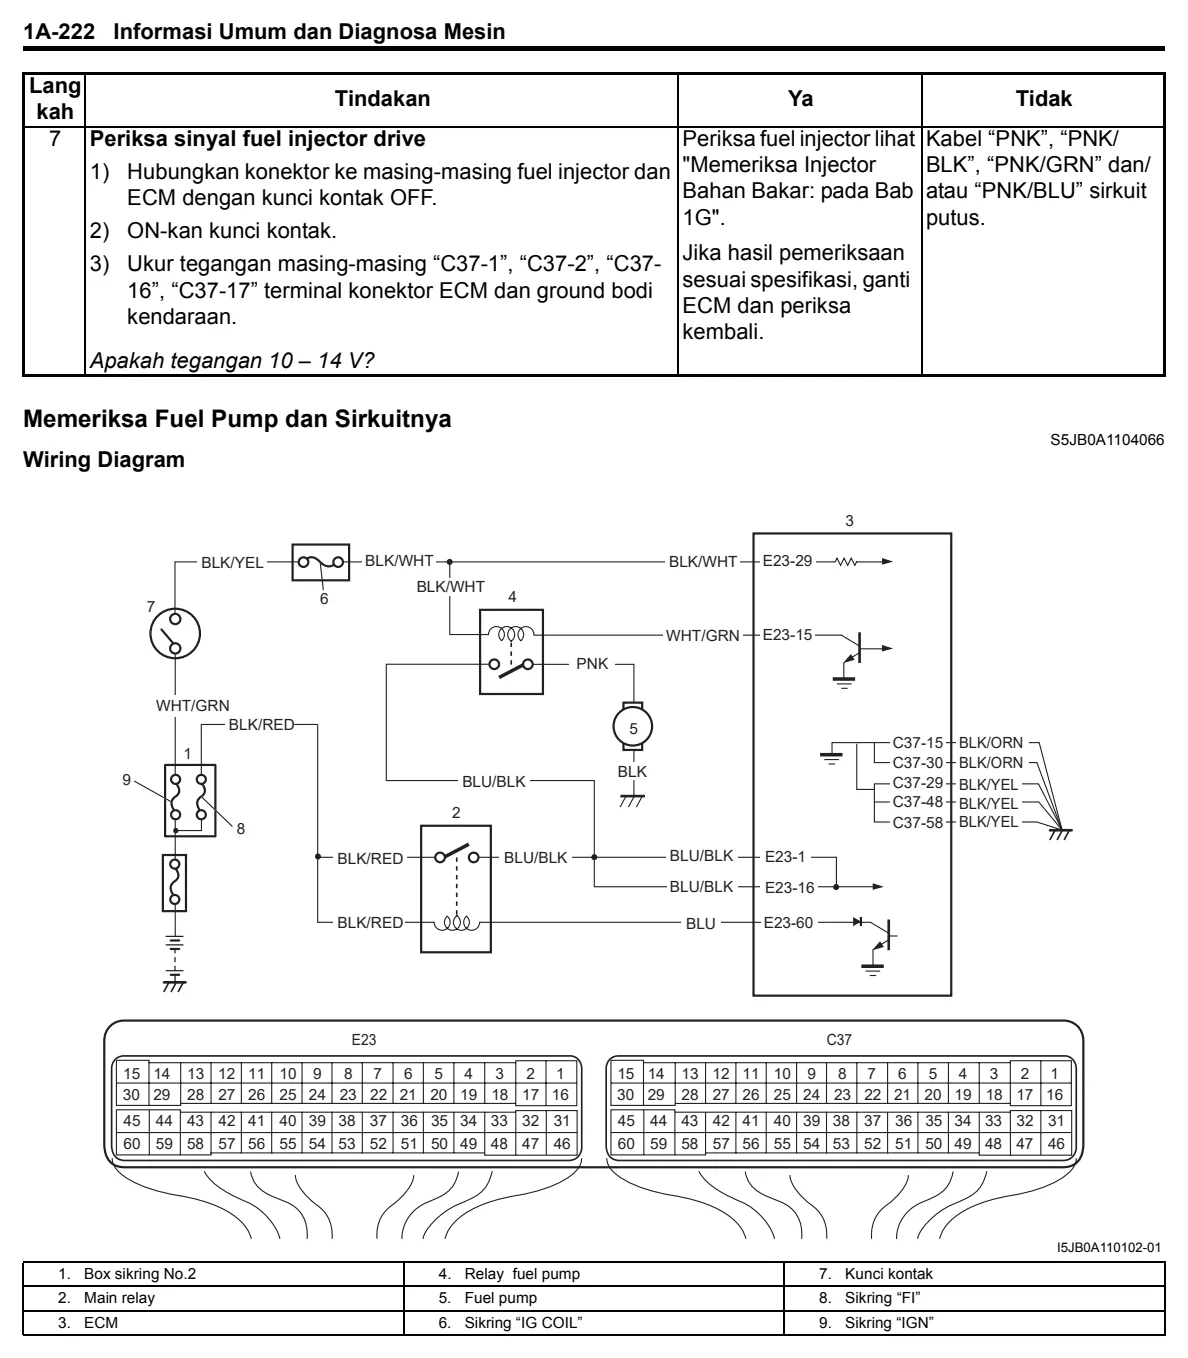 1A-222 Informasi Umum dan Diagnosa Mesin
Lang
kah
Tindakan
Ya
Tidak
7
Periksa sinyal fuel injector drive
1) Hubungkan konektor ke masing-masing fuel injector dan
ECM dengan kunci kontak OFF.
2) ON-kan kunci kontak.
3) Ukur tegangan masing-masing “C37-1”, “C37-2”, “C37-
16”, “C37-17” terminal konektor ECM dan ground bodi
kendaraan.
Apakah tegangan 10 – 14 V?
Periksa fuel injector lihat
"Memeriksa Injector
Bahan Bakar: pada Bab
1G".
Jika hasil pemeriksaan
sesuai spesifikasi, ganti
ECM dan periksa
kembali.
Kabel “PNK”, “PNK/
BLK”, “PNK/GRN” dan/
atau “PNK/BLU” sirkuit
putus.
Memeriksa Fuel Pump dan Sirkuitnya
S5JB0A1104066
Wiring Diagram
3
BLK/YEL
BLK/WHT
BLK/WHT
E23-29
6
BLK/WHT
4
7
WHT/GRN
E23-15
PNK
WHT/GRN
BLK/RED
5
1
C37-15
BLK/ORN
C37-30
BLK/ORN
9
BLU/BLK
BLK
C37-29
BLK/YEL
C37-48
BLK/YEL
8
2
C37-58
BLK/YEL
BLK/RED
BLU/BLK
BLU/BLK
E23-1
BLU/BLK
E23-16
BLK/RED
BLU
E23-60
E23
C37
15 14 13 12 11 10 9 8 7 6 5 4 3 2 1
30 29 28 27 26 25 24 23 22 21 20 19 18 17 16
45 44 43 42 41 40 39 38 37 36 35 34 33 32 31
60 59 58 57 56 55 54 53 52 51 50 49 48 47 46
15 14 13 12 11 10 9 8 7 6 5 4 3 2 1
30 29 28 27 26 25 24 23 22 21 20 19 18 17 16
45 44 43 42 41 40 39 38 37 36 35 34 33 32 31
60 59 58 57 56 55 54 53 52 51 50 49 48 47 46
I5JB0A110102-01
1. Box sikring No.2
4. Relay fuel pump
7. Kunci kontak
2. Main relay
5. Fuel pump
8. Sikring “FI”
3. ECM
6. Sikring “IG COIL”
9. Sikring “IGN”